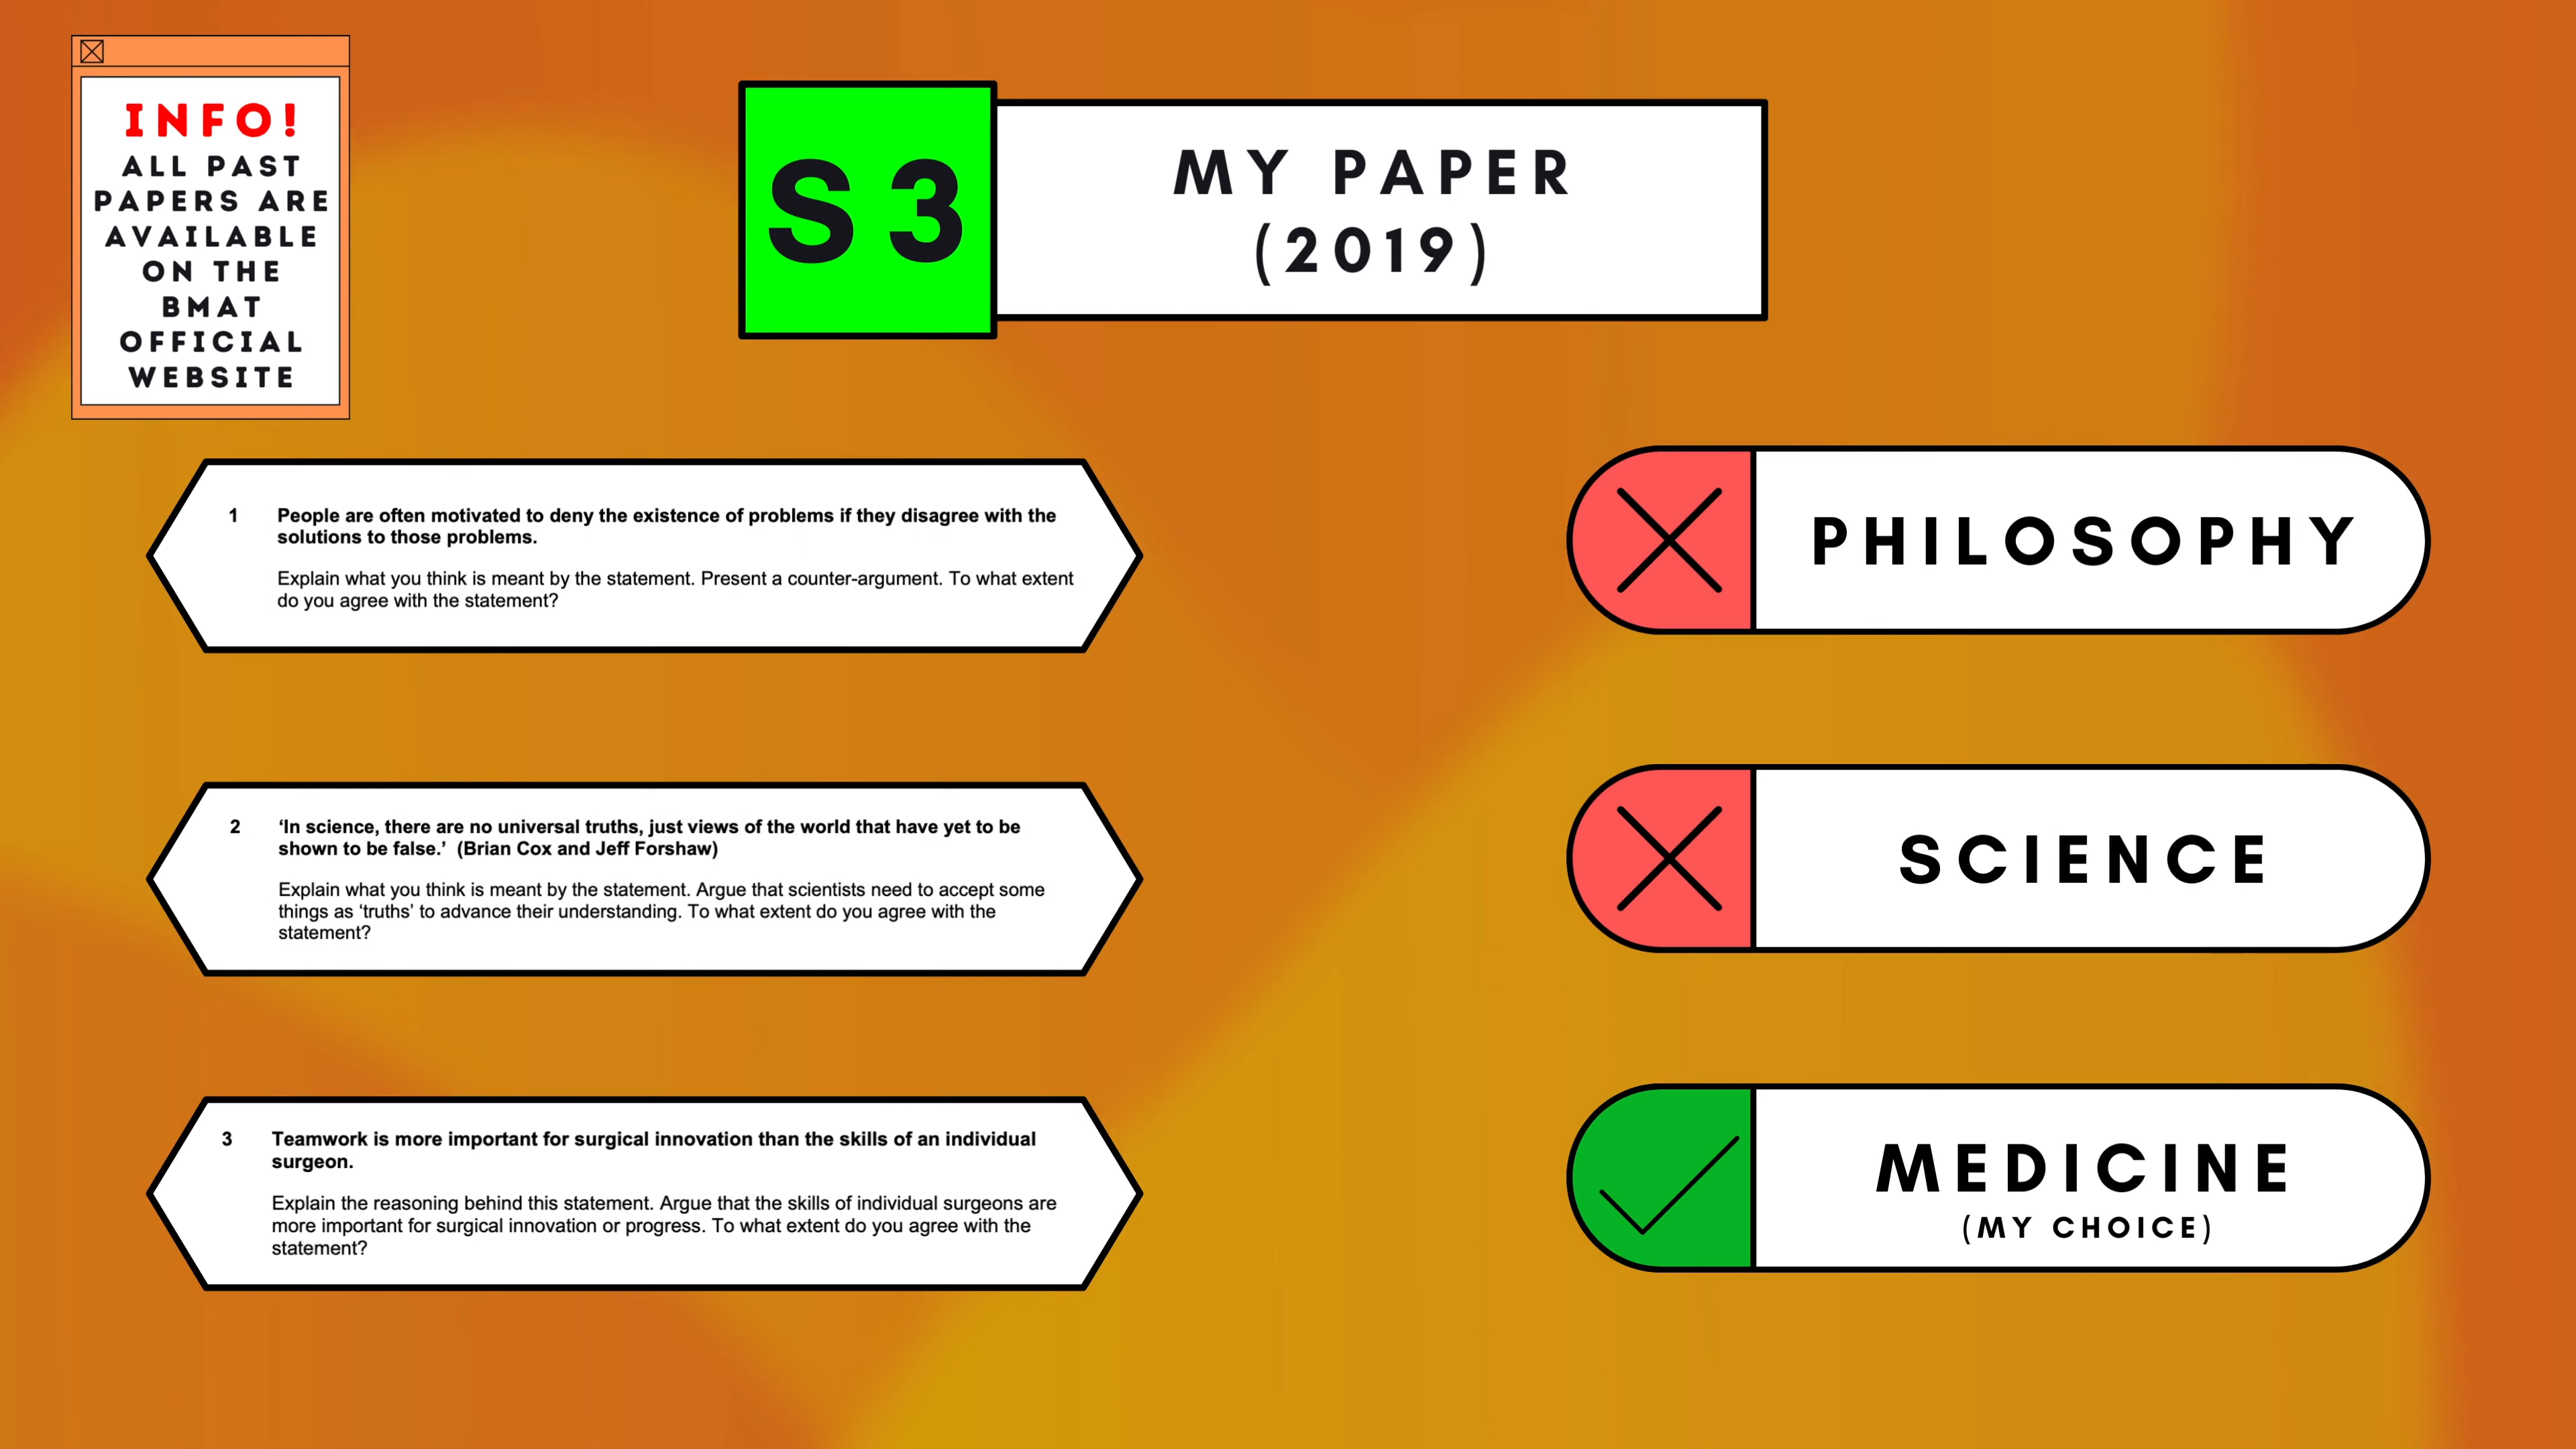 INFO!
ALL PAST
PAPERS ARE
AVAILABLE
ON THE
BMAT
OFFICIAL
WEBSITE
S3
MY PAPER
(2019)
1 People are often motivated to deny the existence of problems if they disagree with the
solutions to those problems.
Explain what you think is meant by the statement. Present a counter-argument. To what extent
do you agree with the statement?
PHILOSOPHY
2 ‘In science, there are no universal truths, just views of the world that have yet to be
shown to be false.’ (Brian Cox and Jeff Forshaw)
Explain what you think is meant by the statement. Argue that scientists need to accept some
things as ‘truths’ to advance their understanding. To what extent do you agree with the
statement?
SCIENCE
3 Teamwork is more important for surgical innovation than the skills of an individual
surgeon.
Explain the reasoning behind this statement. Argue that the skills of individual surgeons are
more important for surgical innovation or progress. To what extent do you agree with the
statement?
MEDICINE
(MY CHOICE)